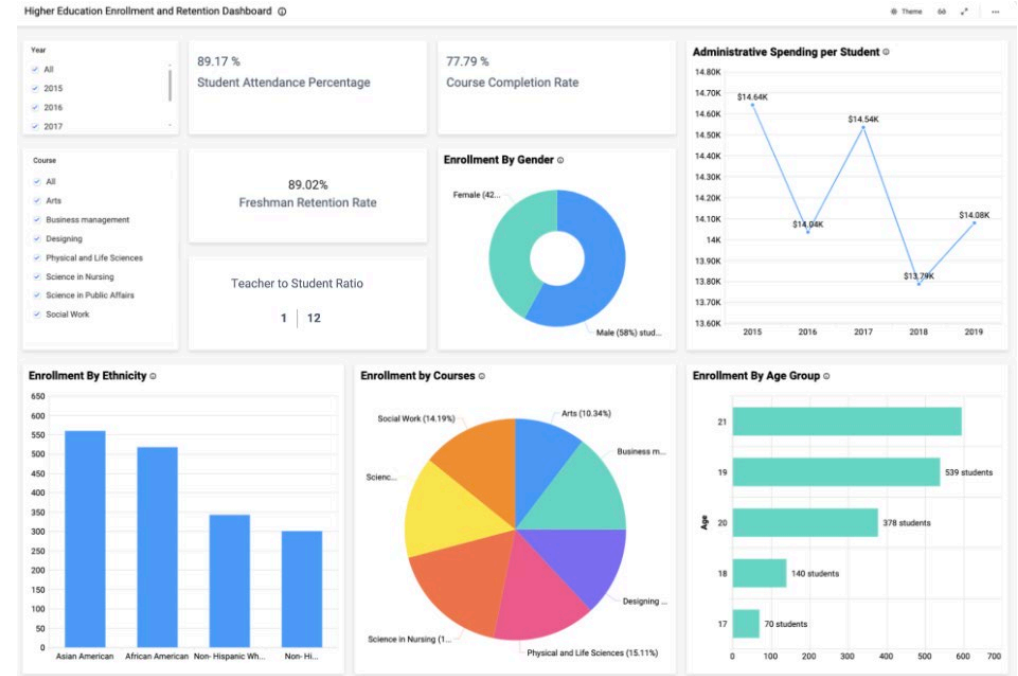 Higher Education Enrollment and Retention Dashboard
Theme
Year
All
2015
2016
2017
89.17 %
Student Attendance Percentage
77.79 %
Course Completion Rate
Administrative Spending per Student
14.80K
14.70K
14.60K
14.50K
14.40K
14.30K
14.20K
14.10K
14K
13.90K
13.80K
13.70K
13.60K
$14.64K
$14.04K
$14.54K
$13.79K
$14.08K
2015 2016 2017 2018 2019
Course
All
Arts
Business management
Designing
Physical and Life Sciences
Science in Nursing
Science in Public Affairs
Social Work
89.02%
Freshman Retention Rate
Teacher to Student Ratio
1 12
Enrollment By Gender
Female (42...
Male (58%) stud...
Enrollment By Ethnicity
650
600
550
500
450
400
350
300
250
200
150
100
50
0
Asian American African American Non- Hispanic Wh... Non- Hi...
Enrollment by Courses
Social Work (14.19%)
Arts (10.34%)
Business m...
Scienc...
Designing ...
Science in Nursing (1...
Physical and Life Sciences (15.11%)
Enrollment By Age Group
Age
21
19 539 students
20 378 students
18 140 students
17 70 students
0 100 200 300 400 500 600 700